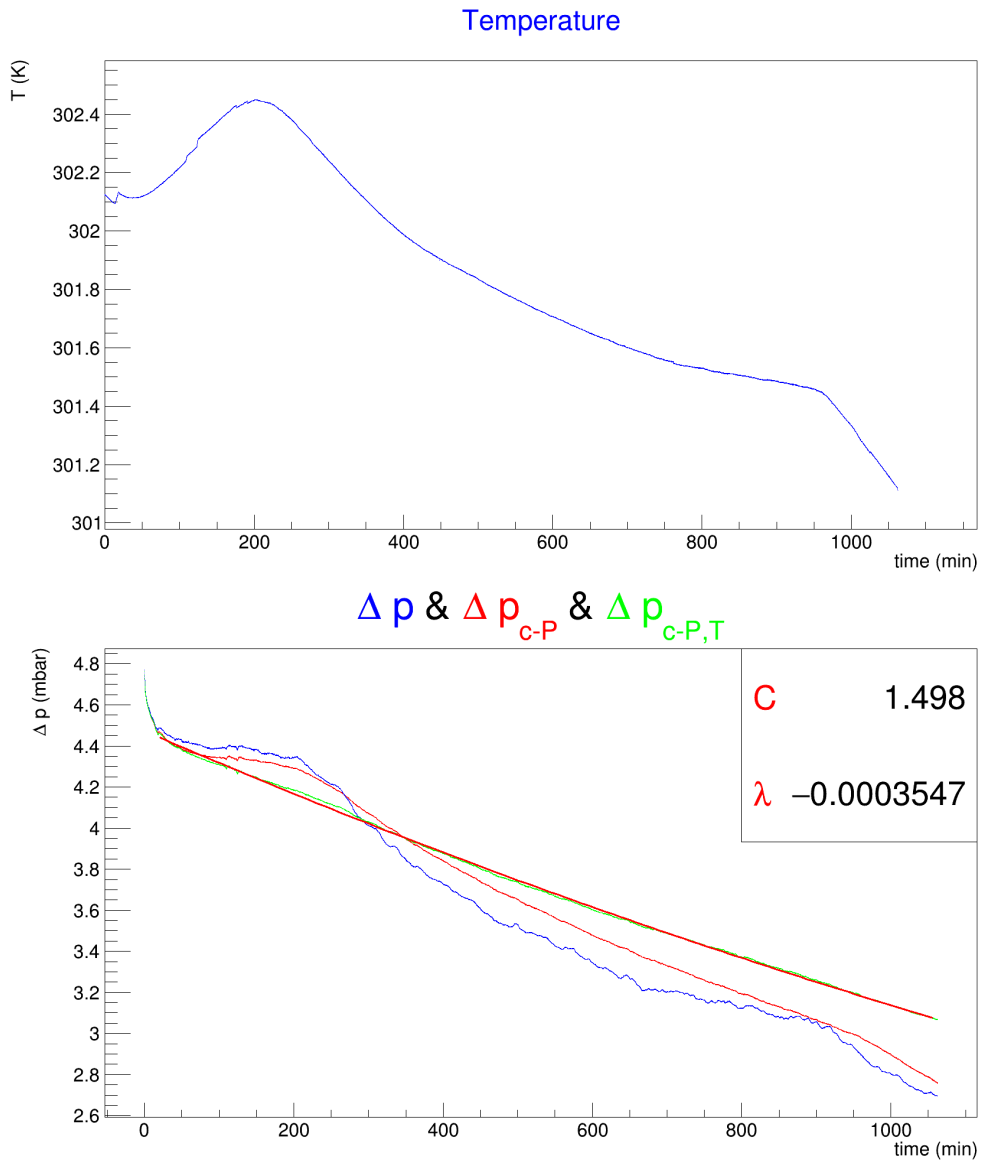 Temperature
T (K)
302.4
302.2
302
301.8
301.6
301.4
301.2
301
0 200 400 600 800 1000
time (min)
Δ p & Δ p_c-P & Δ p_c-P,T
Δ p (mbar)
4.8
4.6
4.4
4.2
4
3.8
3.6
3.4
3.2
3
2.8
2.6
C 1.498
λ −0.0003547
0 200 400 600 800 1000
time (min)